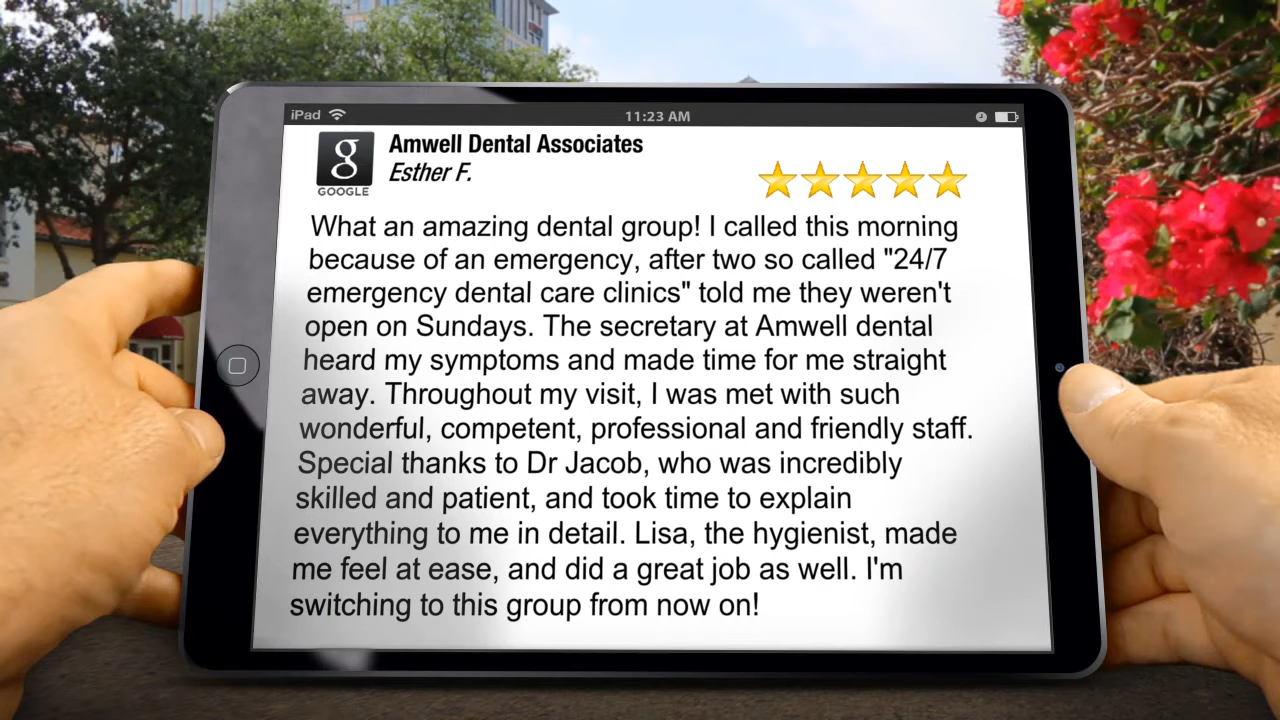 iPad
11:23 AM
g
GOOGLE
Amwell Dental Associates
Esther F.
What an amazing dental group! I called this morning
because of an emergency, after two so called "24/7
emergency dental care clinics" told me they weren't
open on Sundays. The secretary at Amwell dental
heard my symptoms and made time for me straight
away. Throughout my visit, I was met with such
wonderful, competent, professional and friendly staff.
Special thanks to Dr Jacob, who was incredibly
skilled and patient, and took time to explain
everything to me in detail. Lisa, the hygienist, made
me feel at ease, and did a great job as well. I'm
switching to this group from now on!